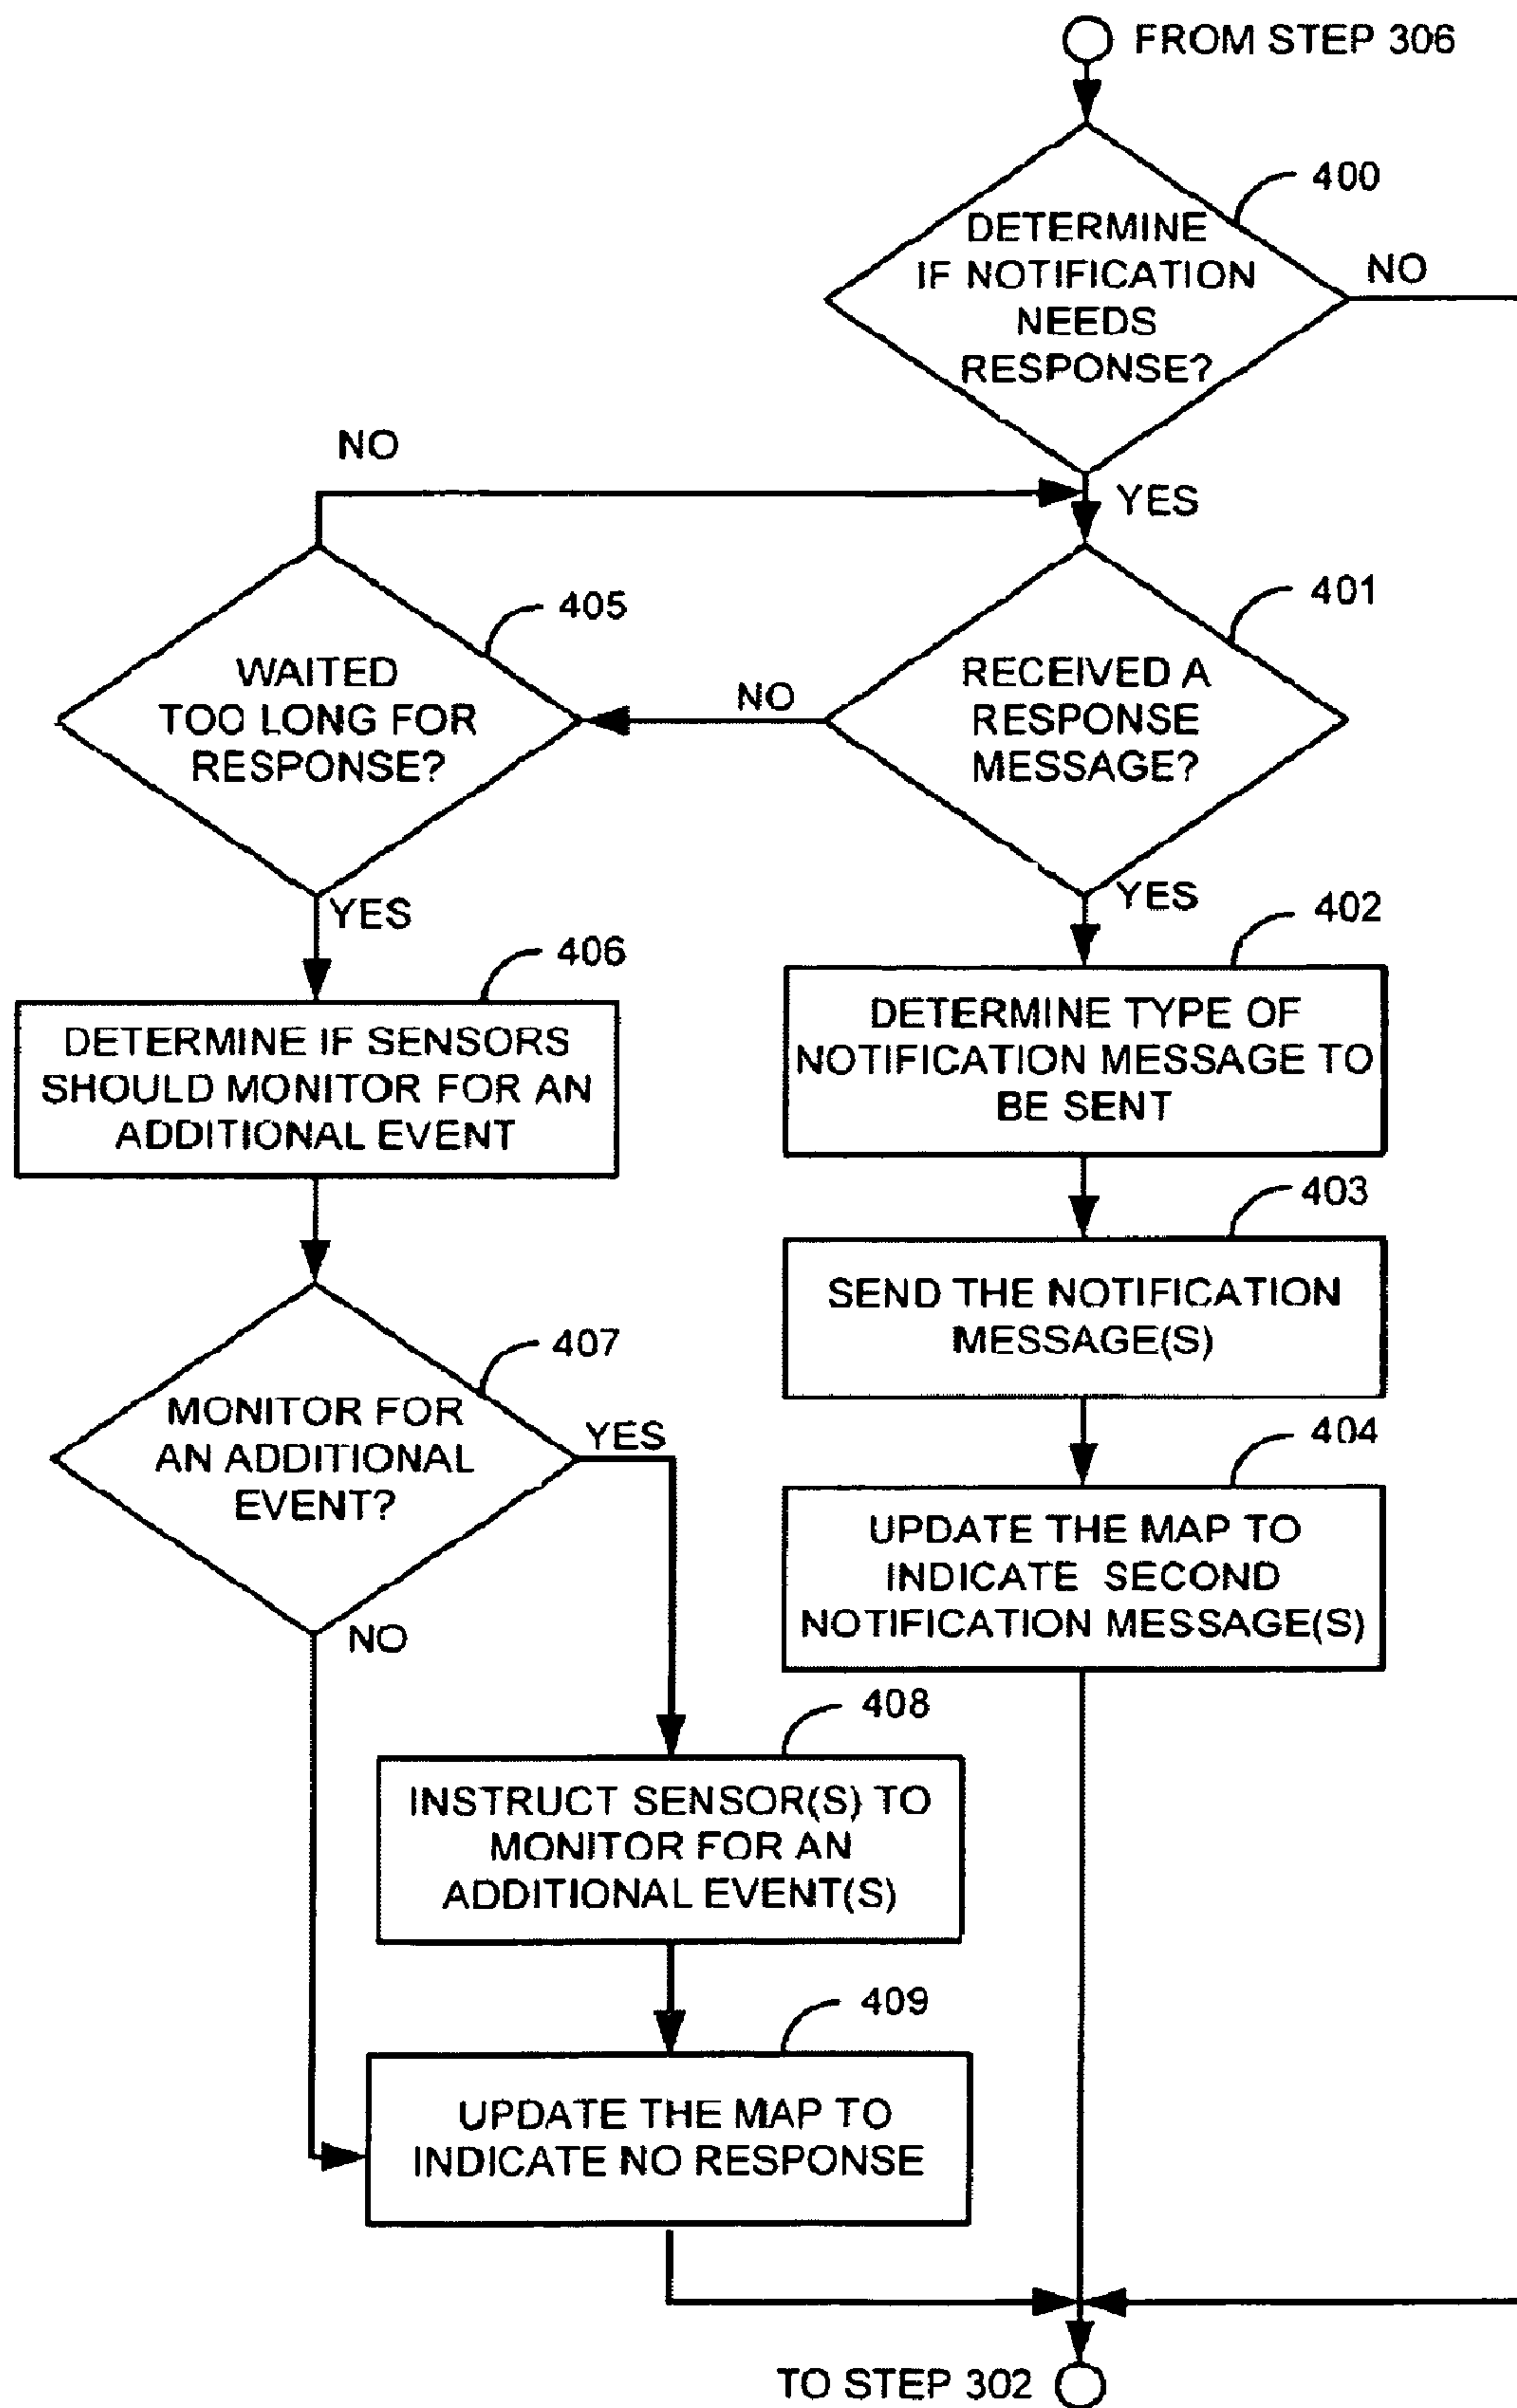 FROM STEP 306
400
DETERMINE
IF NOTIFICATION
NEEDS
RESPONSE?
NO
NO
YES
405
401
WAITED
TOO LONG FOR
RESPONSE?
NO
RECEIVED A
RESPONSE
MESSAGE?
YES
YES
406
402
DETERMINE IF SENSORS
SHOULD MONITOR FOR AN
ADDITIONAL EVENT
DETERMINE TYPE OF
NOTIFICATION MESSAGE TO
BE SENT
403
SEND THE NOTIFICATION
MESSAGE(S)
407
MONITOR FOR
AN ADDITIONAL
EVENT?
YES
NO
404
UPDATE THE MAP TO
INDICATE SECOND
NOTIFICATION MESSAGE(S)
408
INSTRUCT SENSOR(S) TO
MONITOR FOR AN
ADDITIONAL EVENT(S)
409
UPDATE THE MAP TO
INDICATE NO RESPONSE
TO STEP 302